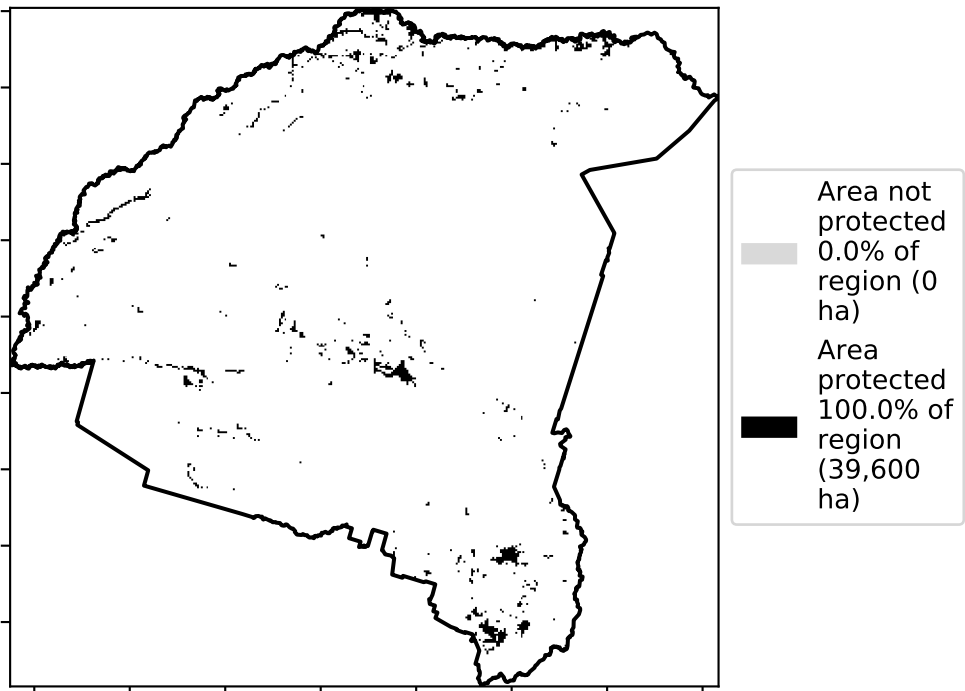 Area not
protected
0.0% of
region (0
ha)
Area
protected
100.0% of
region
(39,600
ha)